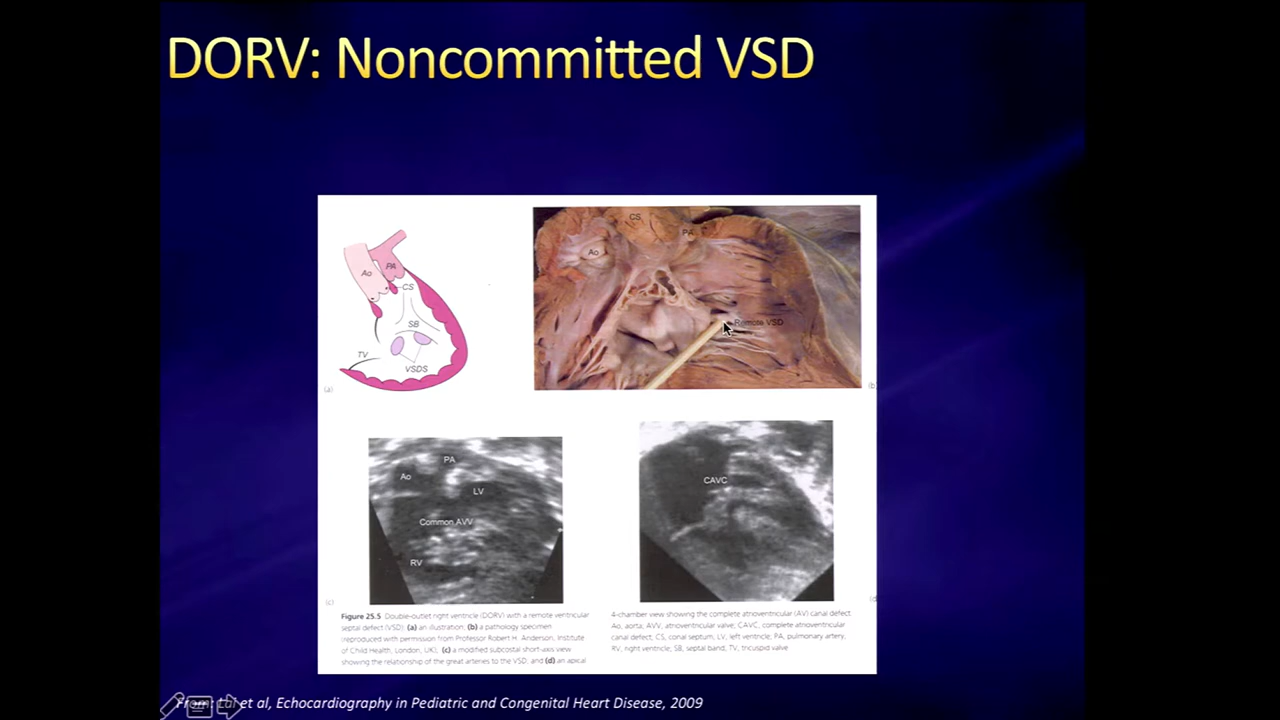 DORV: Noncommitted VSD
Ao
PA
CS
SB
TV
VSDS
(a)
CS
PA
Ao
Remote VSD
(b)
PA
Ao
LV
Common AVV
RV
(c)
CAVC
(d)
Figure 25.5 Double-outlet right ventricle (DORV) with a remote ventricular
septal defect (VSD): (a) an illustration; (b) a pathology specimen
(reproduced with permission from Professor Robert H. Anderson, Institute
of Child Health, London, UK); (c) a modified subcostal short-axis view
showing the relationship of the great arteries to the VSD; and (d) an apical
4-chamber view showing the complete atrioventricular (AV) canal defect.
Ao, aorta; AVV, atrioventricular valve; CAVC, complete atrioventricular
canal defect; CS, conal septum; LV, left ventricle; PA, pulmonary artery;
RV, right ventricle; SB, septal band; TV, tricuspid valve
From: Lai et al, Echocardiography in Pediatric and Congenital Heart Disease, 2009